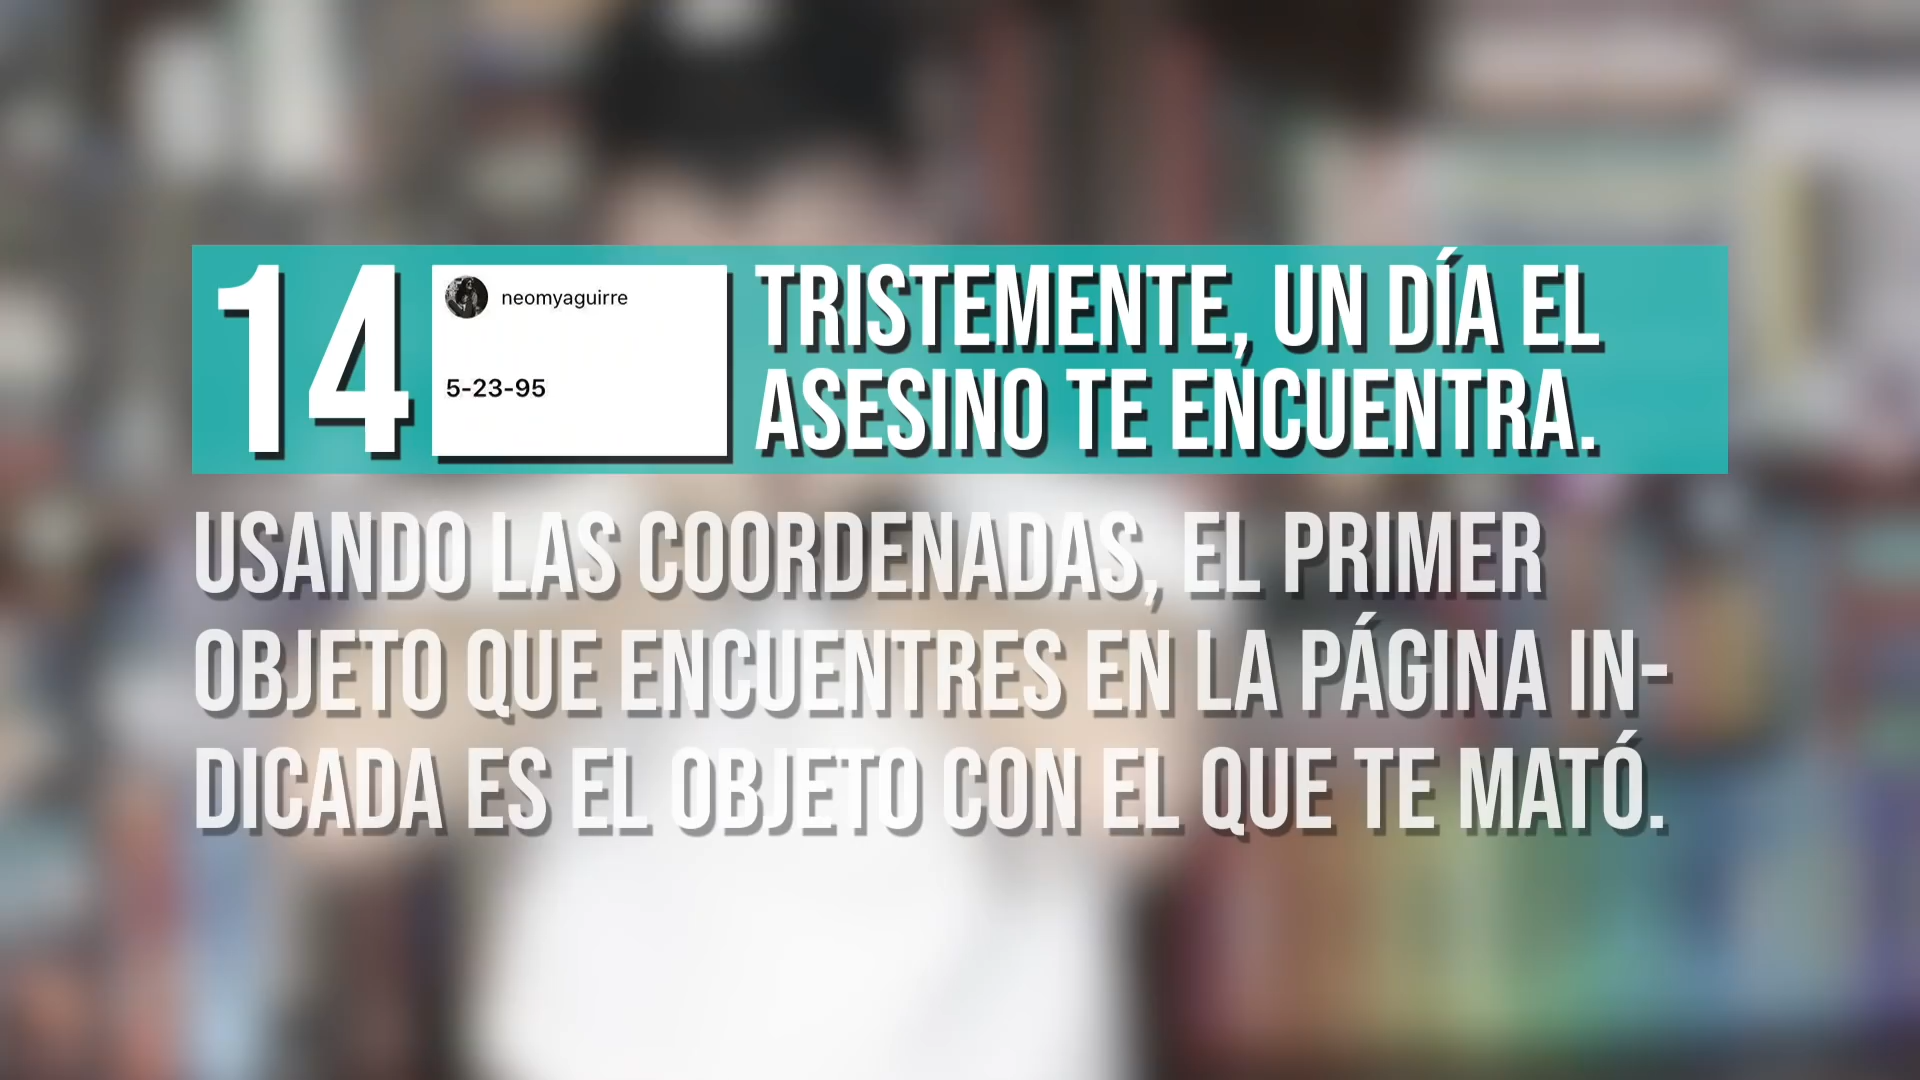 14
neomyaguirre
5-23-95
TRISTEMENTE, UN DÍA EL
ASESINO TE ENCUENTRA.
USANDO LAS COORDENADAS, EL PRIMER
OBJETO QUE ENCUENTRES EN LA PÁGINA IN-
DICADA ES EL OBJETO CON EL QUE TE MATÓ.